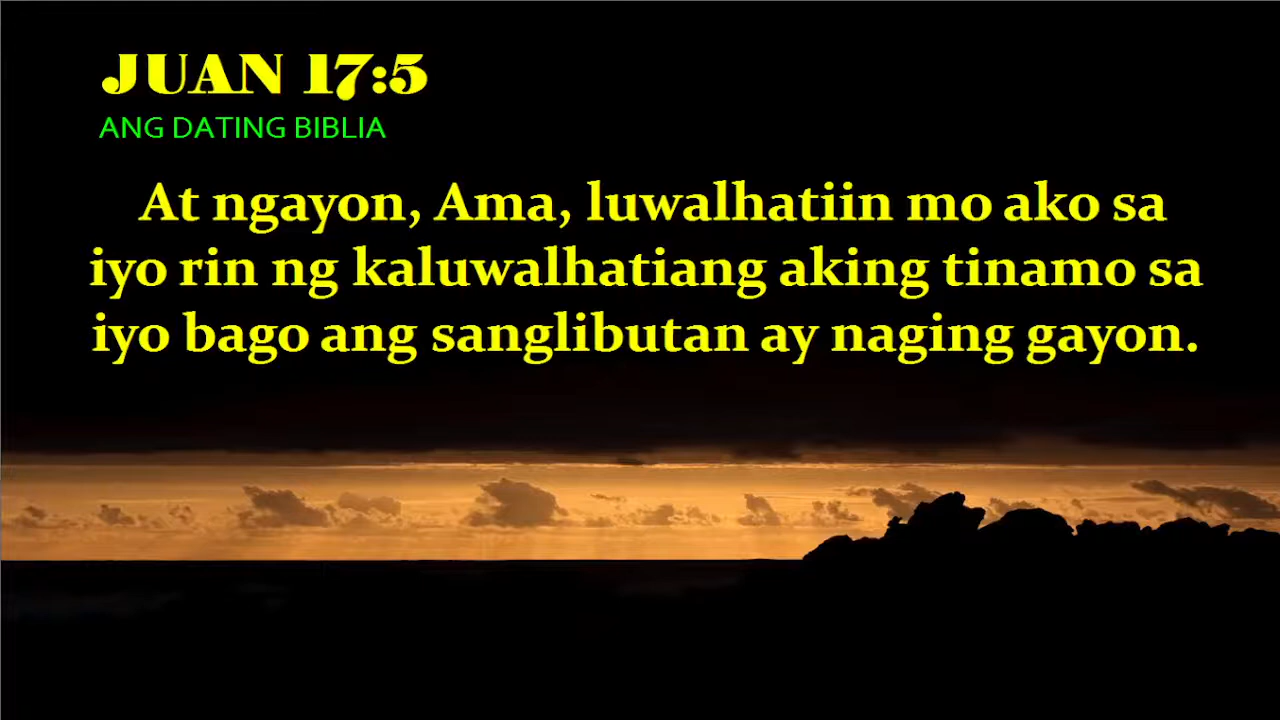 JUAN 17:5
ANG DATING BIBLIA
At ngayon, Ama, luwalhatiin mo ako sa
iyo rin ng kaluwalhatiang aking tinamo sa
iyo bago ang sanglibutan ay naging gayon.